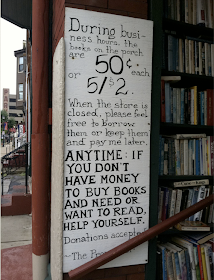 During busi-
ness hours, the
books on the porch
are 50¢ each
or 5/$2.
When the store is
closed, please feel
free to borrow
then or keep them
and pay me later.
ANYTIME: IF
YOU DON'T
HAVE MONEY
TO BUY BOOKS
AND NEED OR
WANT TO READ,
HELP YOURSELF.
Donations accepted
~The